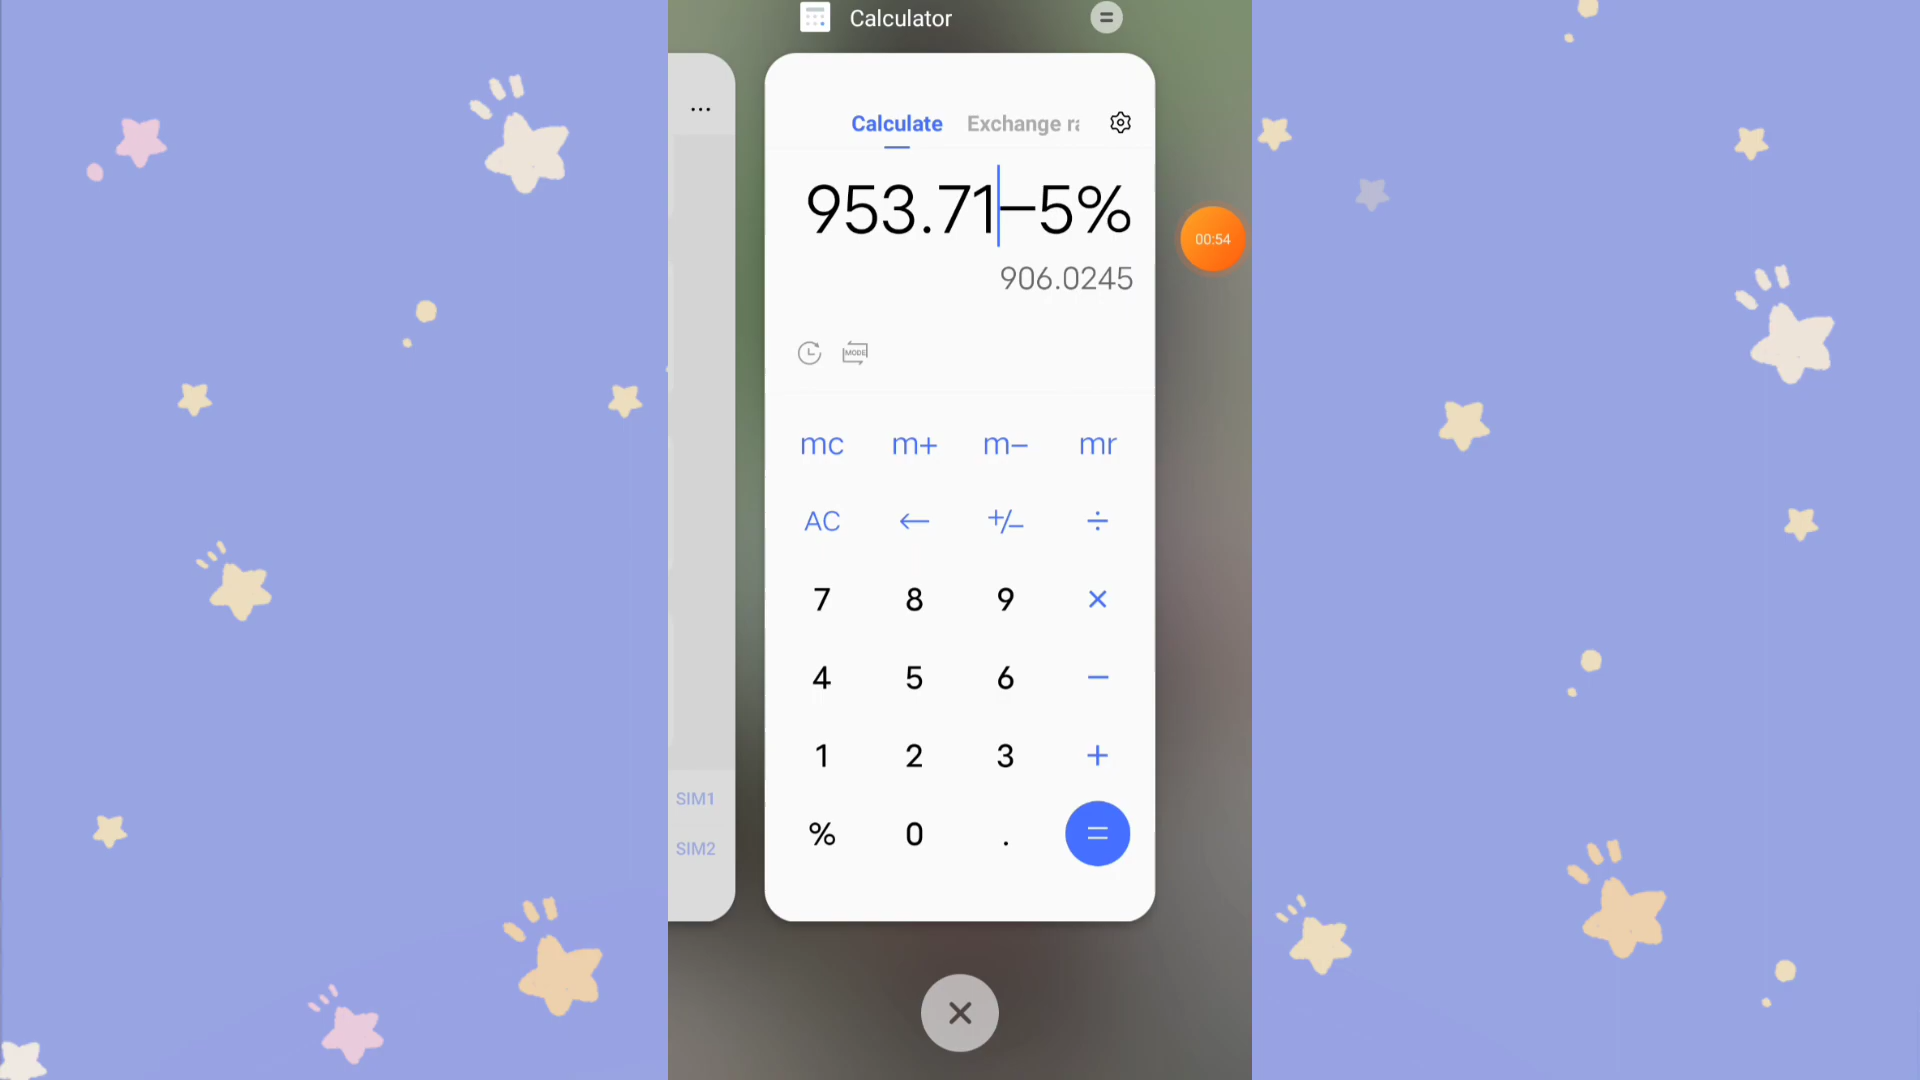 Calculator
...
Calculate Exchange ra
953.71−5%
00:54
906.0245
MODE
mc m+ m− mr
AC ← +/− ÷
7 8 9 ×
4 5 6 −
1 2 3 +
SIM1
% 0 . =
SIM2